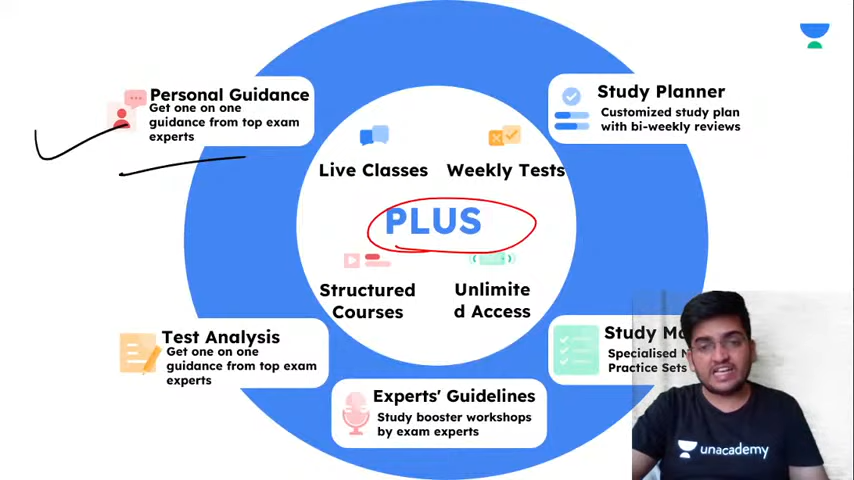 Personal Guidance
Get one on one
guidance from top exam
experts
Study Planner
Customized study plan
with bi-weekly reviews
Live Classes
Weekly Tests
PLUS
Structured
Courses
Unlimite
d Access
Test Analysis
Get one on one
guidance from top exam
experts
Study
Specialised
Practice Sets
Experts' Guidelines
Study booster workshops
by exam experts
unacademy